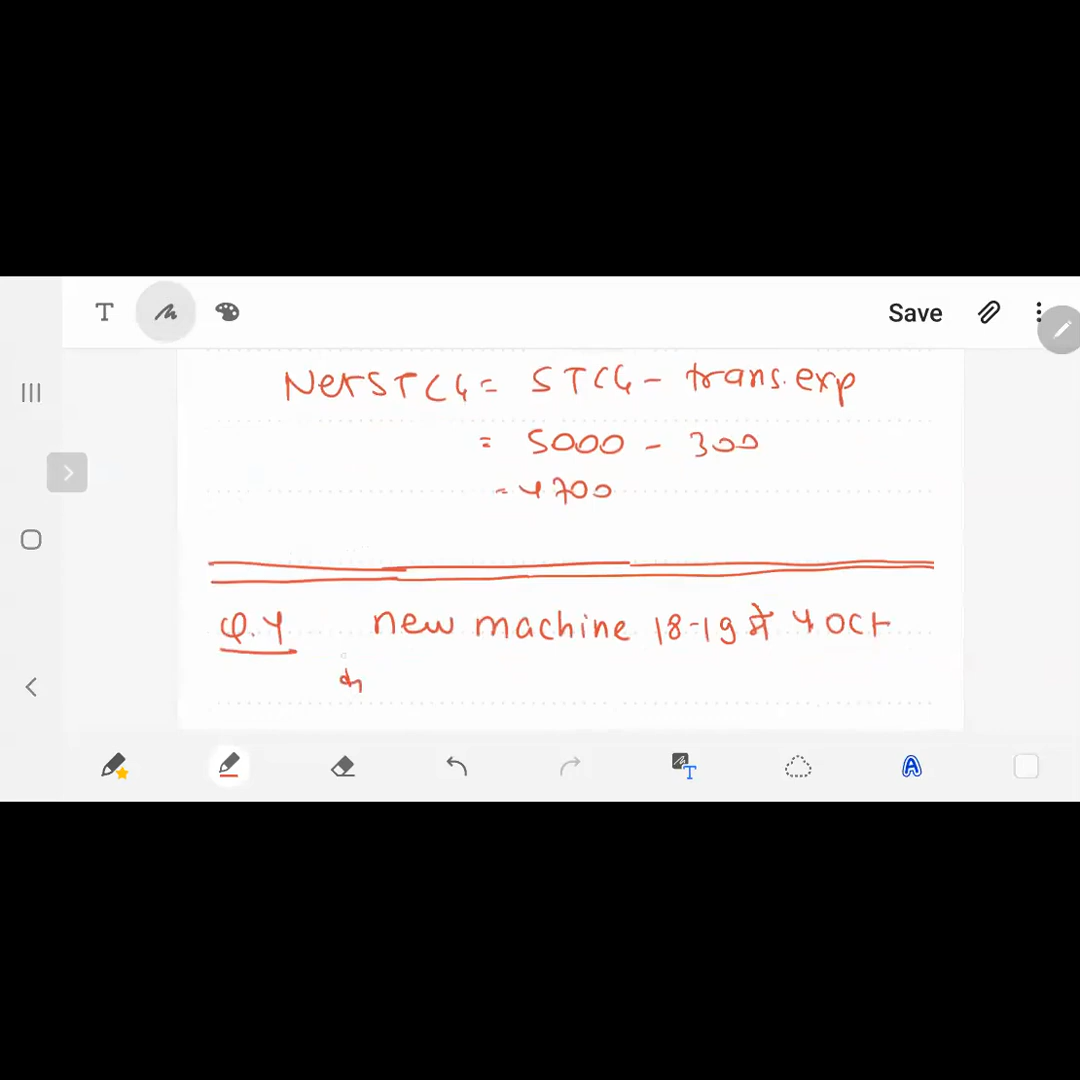 T Save
Net STCG = STCG - trans. exp
= 5000 - 300
= 4700
Q.4 new machine 18-19 में 4 Oct
को